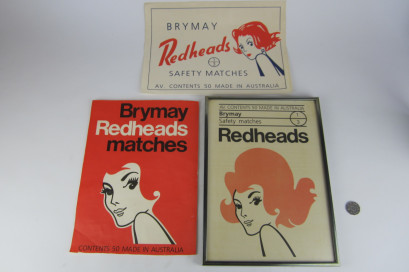 BRYMAY
Redheads
SAFETY MATCHES
AV. CONTENTS 50 MADE IN AUSTRALIA
Brymay
Redheads
matches
CONTENTS 50 MADE IN AUSTRALIA
AV. CONTENTS 50 MADE IN AUSTRALIA
Brymay
Safety matches
Redheads